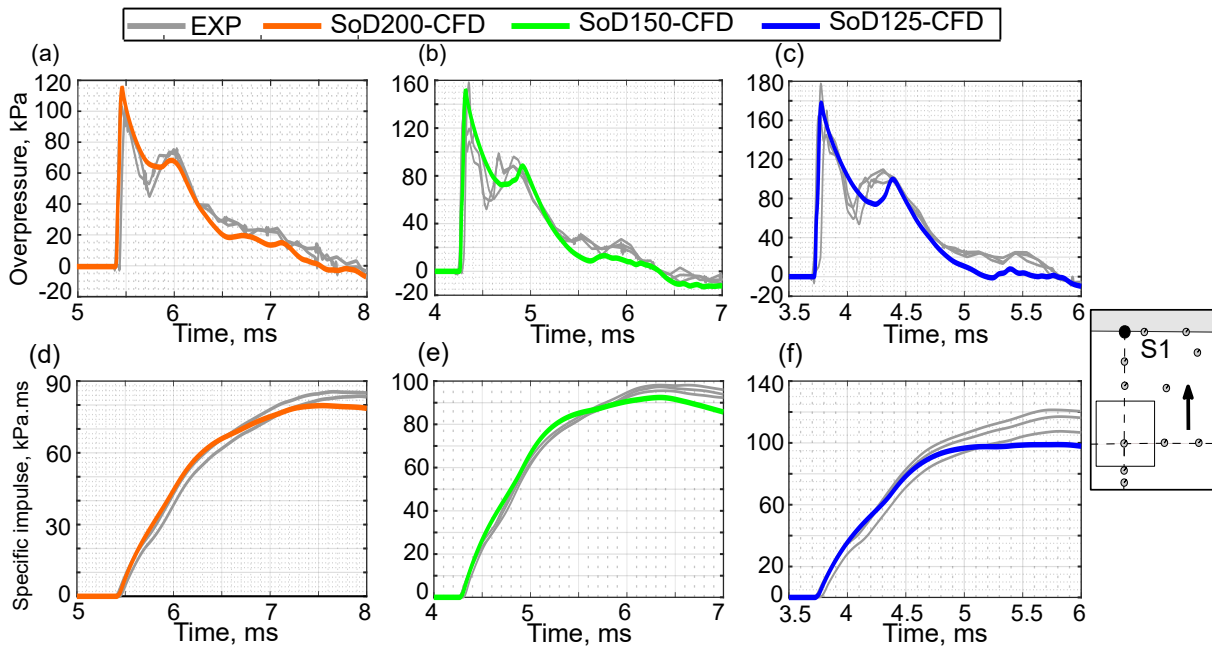 EXP SoD200-CFD SoD150-CFD SoD125-CFD
(a) (b) (c)
Overpressure, kPa
120
100
80
60
40
20
0
-20
5 6 7 8
Time, ms
160
120
80
40
0
-20
4 5 6 7
Time, ms
180
160
120
80
40
0
-20
3.5 4 4.5 5 5.5 6
Time, ms
S1
(d) (e) (f)
Specific impulse, kPa.ms
90
60
30
0
5 6 7 8
Time, ms
100
80
60
40
20
0
4 5 6 7
Time, ms
140
100
60
20
0
3.5 4 4.5 5 5.5 6
Time, ms